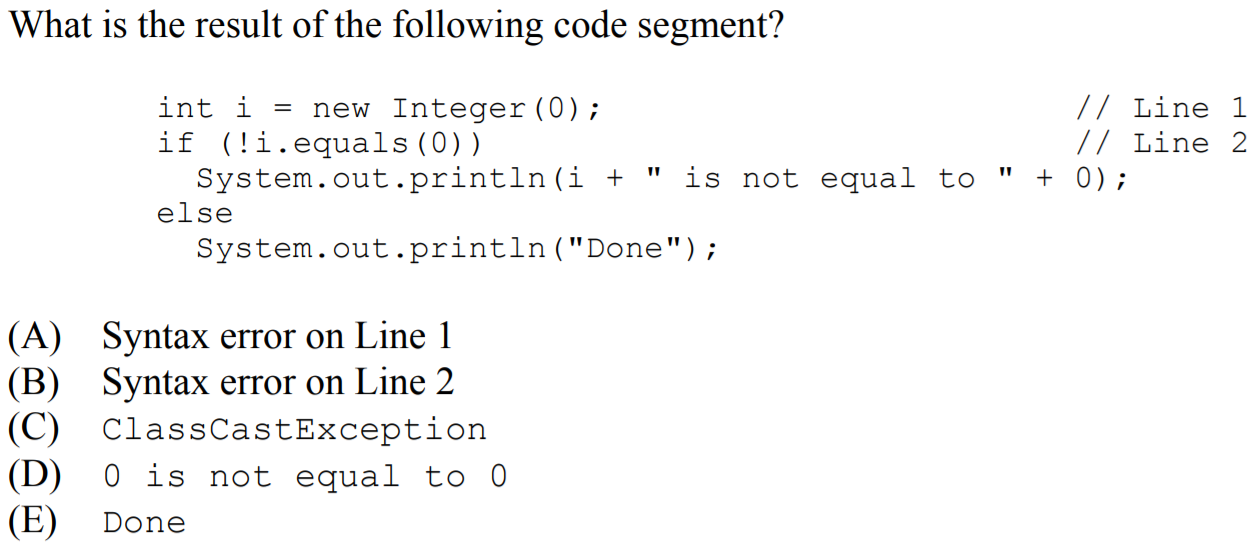 What is the result of the following code segment?
int i = new Integer(0); // Line 1
if (!i.equals(0)) // Line 2
System.out.println(i + " is not equal to " + 0);
else
System.out.println("Done");
(A) Syntax error on Line 1
(B) Syntax error on Line 2
(C) ClassCastException
(D) 0 is not equal to 0
(E) Done